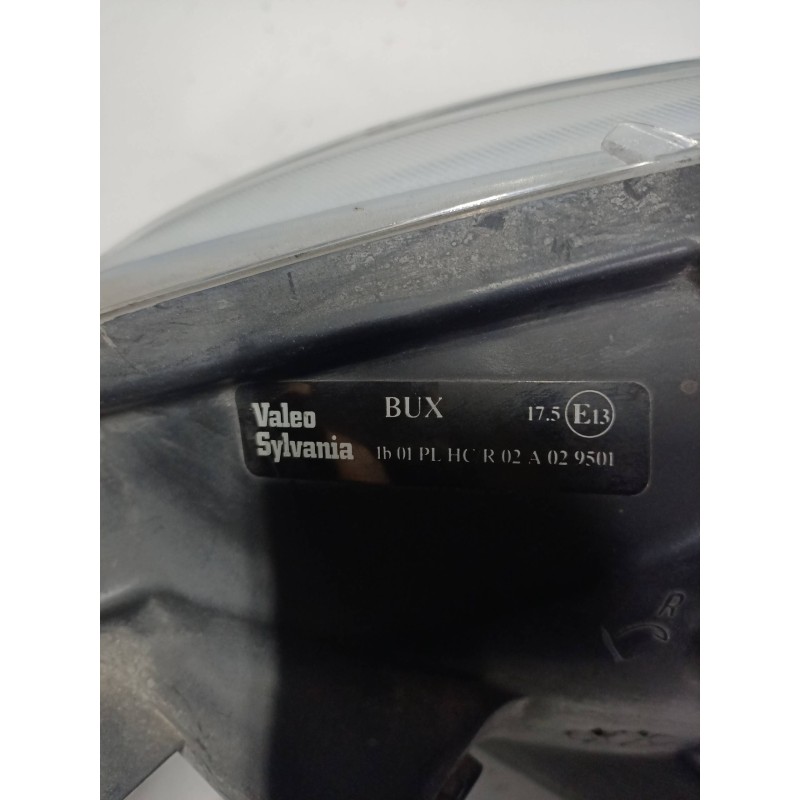 Valeo
Sylvania
BUX
17.5 E13
1b 01 PL HC R 02 A 02 9501
R